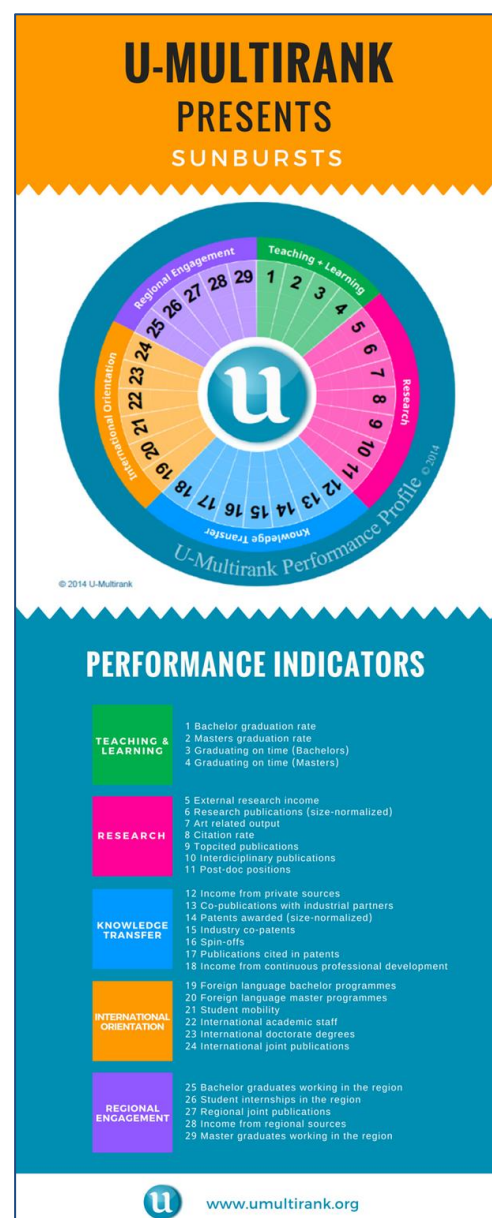 U-MULTIRANK
PRESENTS
SUNBURSTS
Teaching + Learning
Research
Knowledge Transfer
International Orientation
Regional Engagement
1
2
3
4
5
6
7
8
9
10
11
12
13
14
15
16
17
18
19
20
21
22
23
24
25
26
27
28
29
u
U-Multirank Performance Profile © 2014
© 2014 U-Multirank
PERFORMANCE INDICATORS
TEACHING &
LEARNING
1 Bachelor graduation rate
2 Masters graduation rate
3 Graduating on time (Bachelors)
4 Graduating on time (Masters)
RESEARCH
5 External research income
6 Research publications (size-normalized)
7 Art related output
8 Citation rate
9 Topcited publications
10 Interdiciplinary publications
11 Post-doc positions
KNOWLEDGE
TRANSFER
12 Income from private sources
13 Co-publications with industrial partners
14 Patents awarded (size-normalized)
15 Industry co-patents
16 Spin-offs
17 Publications cited in patents
18 Income from continuous professional development
INTERNATIONAL
ORIENTATION
19 Foreign language bachelor programmes
20 Foreign language master programmes
21 Student mobility
22 International academic staff
23 International doctorate degrees
24 International joint publications
REGIONAL
ENGAGEMENT
25 Bachelor graduates working in the region
26 Student internships in the region
27 Regional joint publications
28 Income from regional sources
29 Master graduates working in the region
u
www.umultirank.org